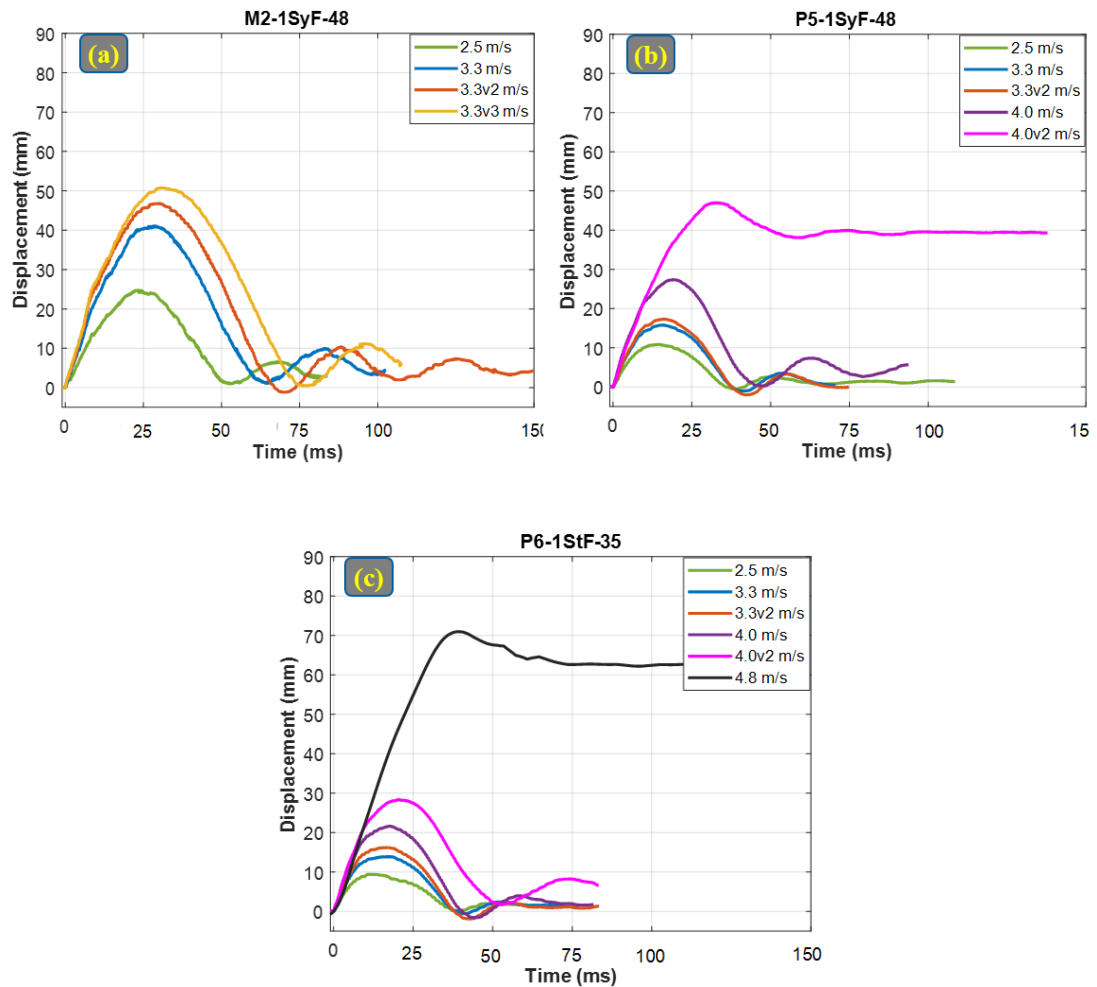 M2-1SyF-48
(a)
2.5 m/s
3.3 m/s
3.3v2 m/s
3.3v3 m/s
90
80
70
60
50
40
30
20
10
0
Displacement (mm)
0 25 50 75 100 150
Time (ms)
P5-1SyF-48
(b)
2.5 m/s
3.3 m/s
3.3v2 m/s
4.0 m/s
4.0v2 m/s
90
80
70
60
50
40
30
20
10
0
Displacement (mm)
0 25 50 75 100 15
Time (ms)
P6-1StF-35
(c)
2.5 m/s
3.3 m/s
3.3v2 m/s
4.0 m/s
4.0v2 m/s
4.8 m/s
90
80
70
60
50
40
30
20
10
0
Displacement (mm)
0 25 50 75 100 150
Time (ms)